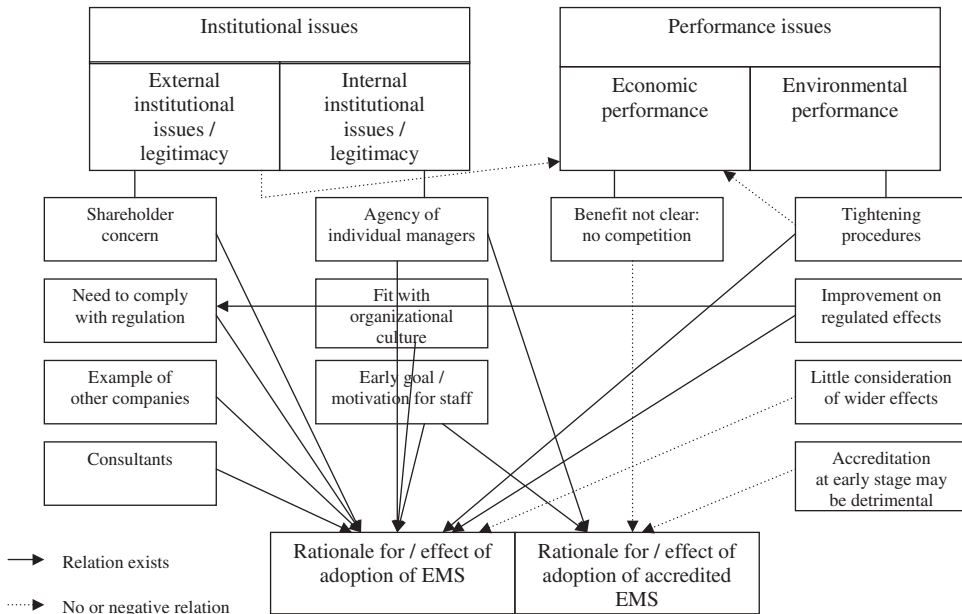 Institutional issues
Performance issues
External
institutional
issues /
legitimacy
Internal
institutional
issues /
legitimacy
Economic
performance
Environmental
performance
Shareholder
concern
Agency of
individual managers
Benefit not clear:
no competition
Tightening
procedures
Need to comply
with regulation
Fit with
organizational
culture
Improvement on
regulated effects
Example of
other companies
Early goal /
motivation for staff
Little consideration
of wider effects
Consultants
Accreditation
at early stage may
be detrimental
Rationale for / effect of
adoption of EMS
Rationale for / effect of
adoption of accredited
EMS
Relation exists
No or negative relation